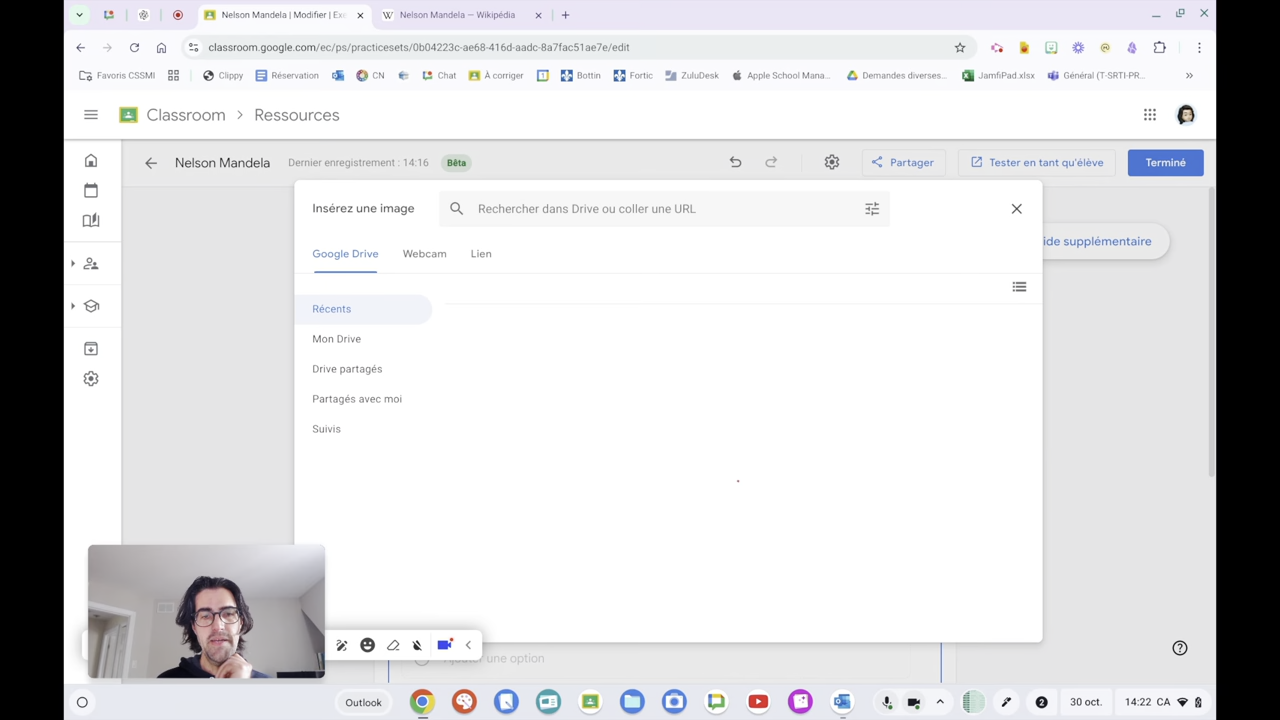 Nelson Mandela | Modifier | Exe
Nelson Mandela — Wikipédia
classroom.google.com/ec/ps/practicesets/0b04223c-ae68-416d-aadc-8a7fac51ae7e/edit
Favoris CSSMI
Clippy
Réservation
CN
Chat
À corriger
Bottin
Fortic
ZuluDesk
Apple School Mana...
Demandes diverses...
JamfiPad.xlsx
Général (T-SRTI-PR...
Classroom > Ressources
Nelson Mandela
Dernier enregistrement : 14:16
Bêta
Partager
Tester en tant qu'élève
Terminé
Insérez une image
Rechercher dans Drive ou coller une URL
ide supplémentaire
Google Drive
Webcam
Lien
Récents
Mon Drive
Drive partagés
Partagés avec moi
Suivis
Ajouter une option
Outlook
2
30 oct.
14:22 CA